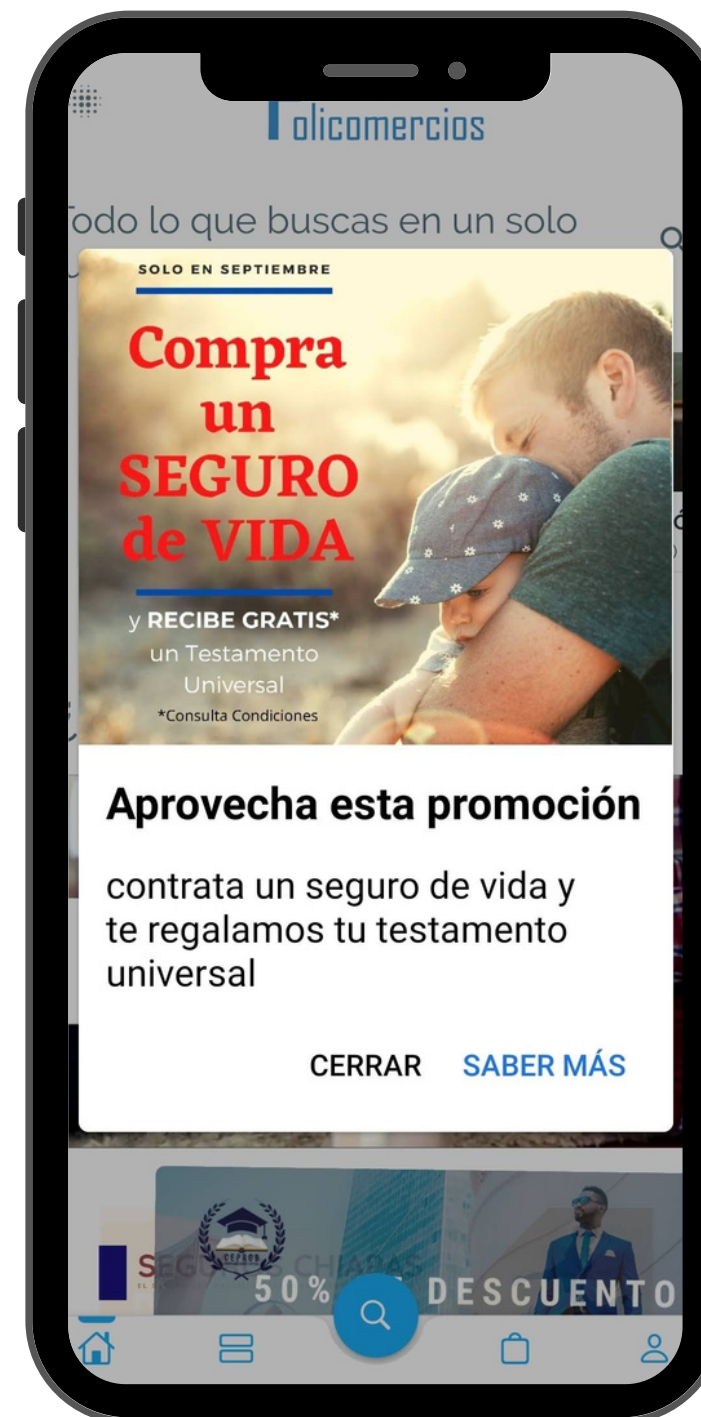 olicomercios
Todo lo que buscas en un solo
SOLO EN SEPTIEMBRE
Compra
un
SEGURO
de VIDA
y RECIBE GRATIS*
un Testamento
Universal
*Consulta Condiciones
Aprovecha esta promoción
contrata un seguro de vida y
te regalamos tu testamento
universal
CERRAR SABER MÁS
CHIAPAS
50% DESCUENTO